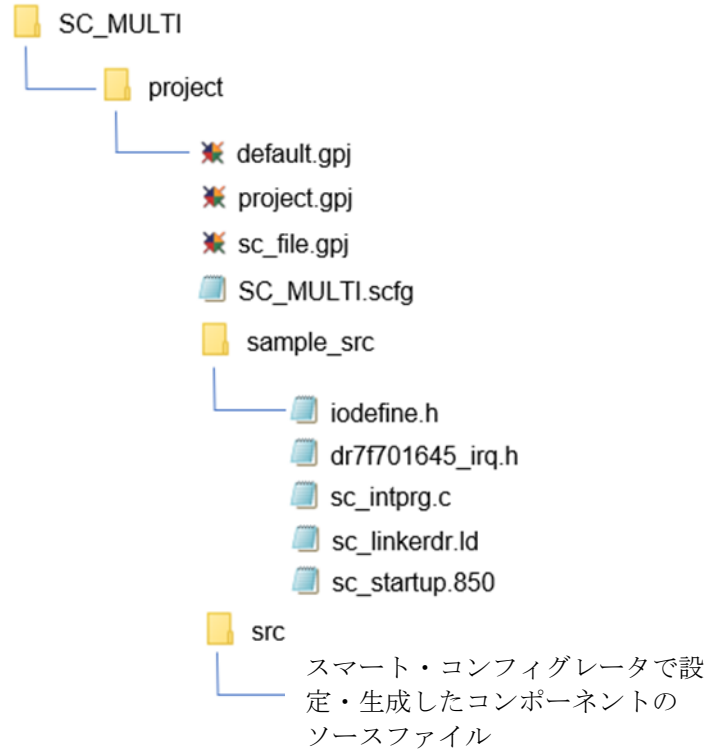 SC_MULTI
project
default.gpj
project.gpj
sc_file.gpj
SC_MULTI.scfg
sample_src
iodefine.h
dr7f701645_irq.h
sc_intprg.c
sc_linkerdr.ld
sc_startup.850
src
スマート・コンフィグレータで設
定・生成したコンポーネントの
ソースファイル